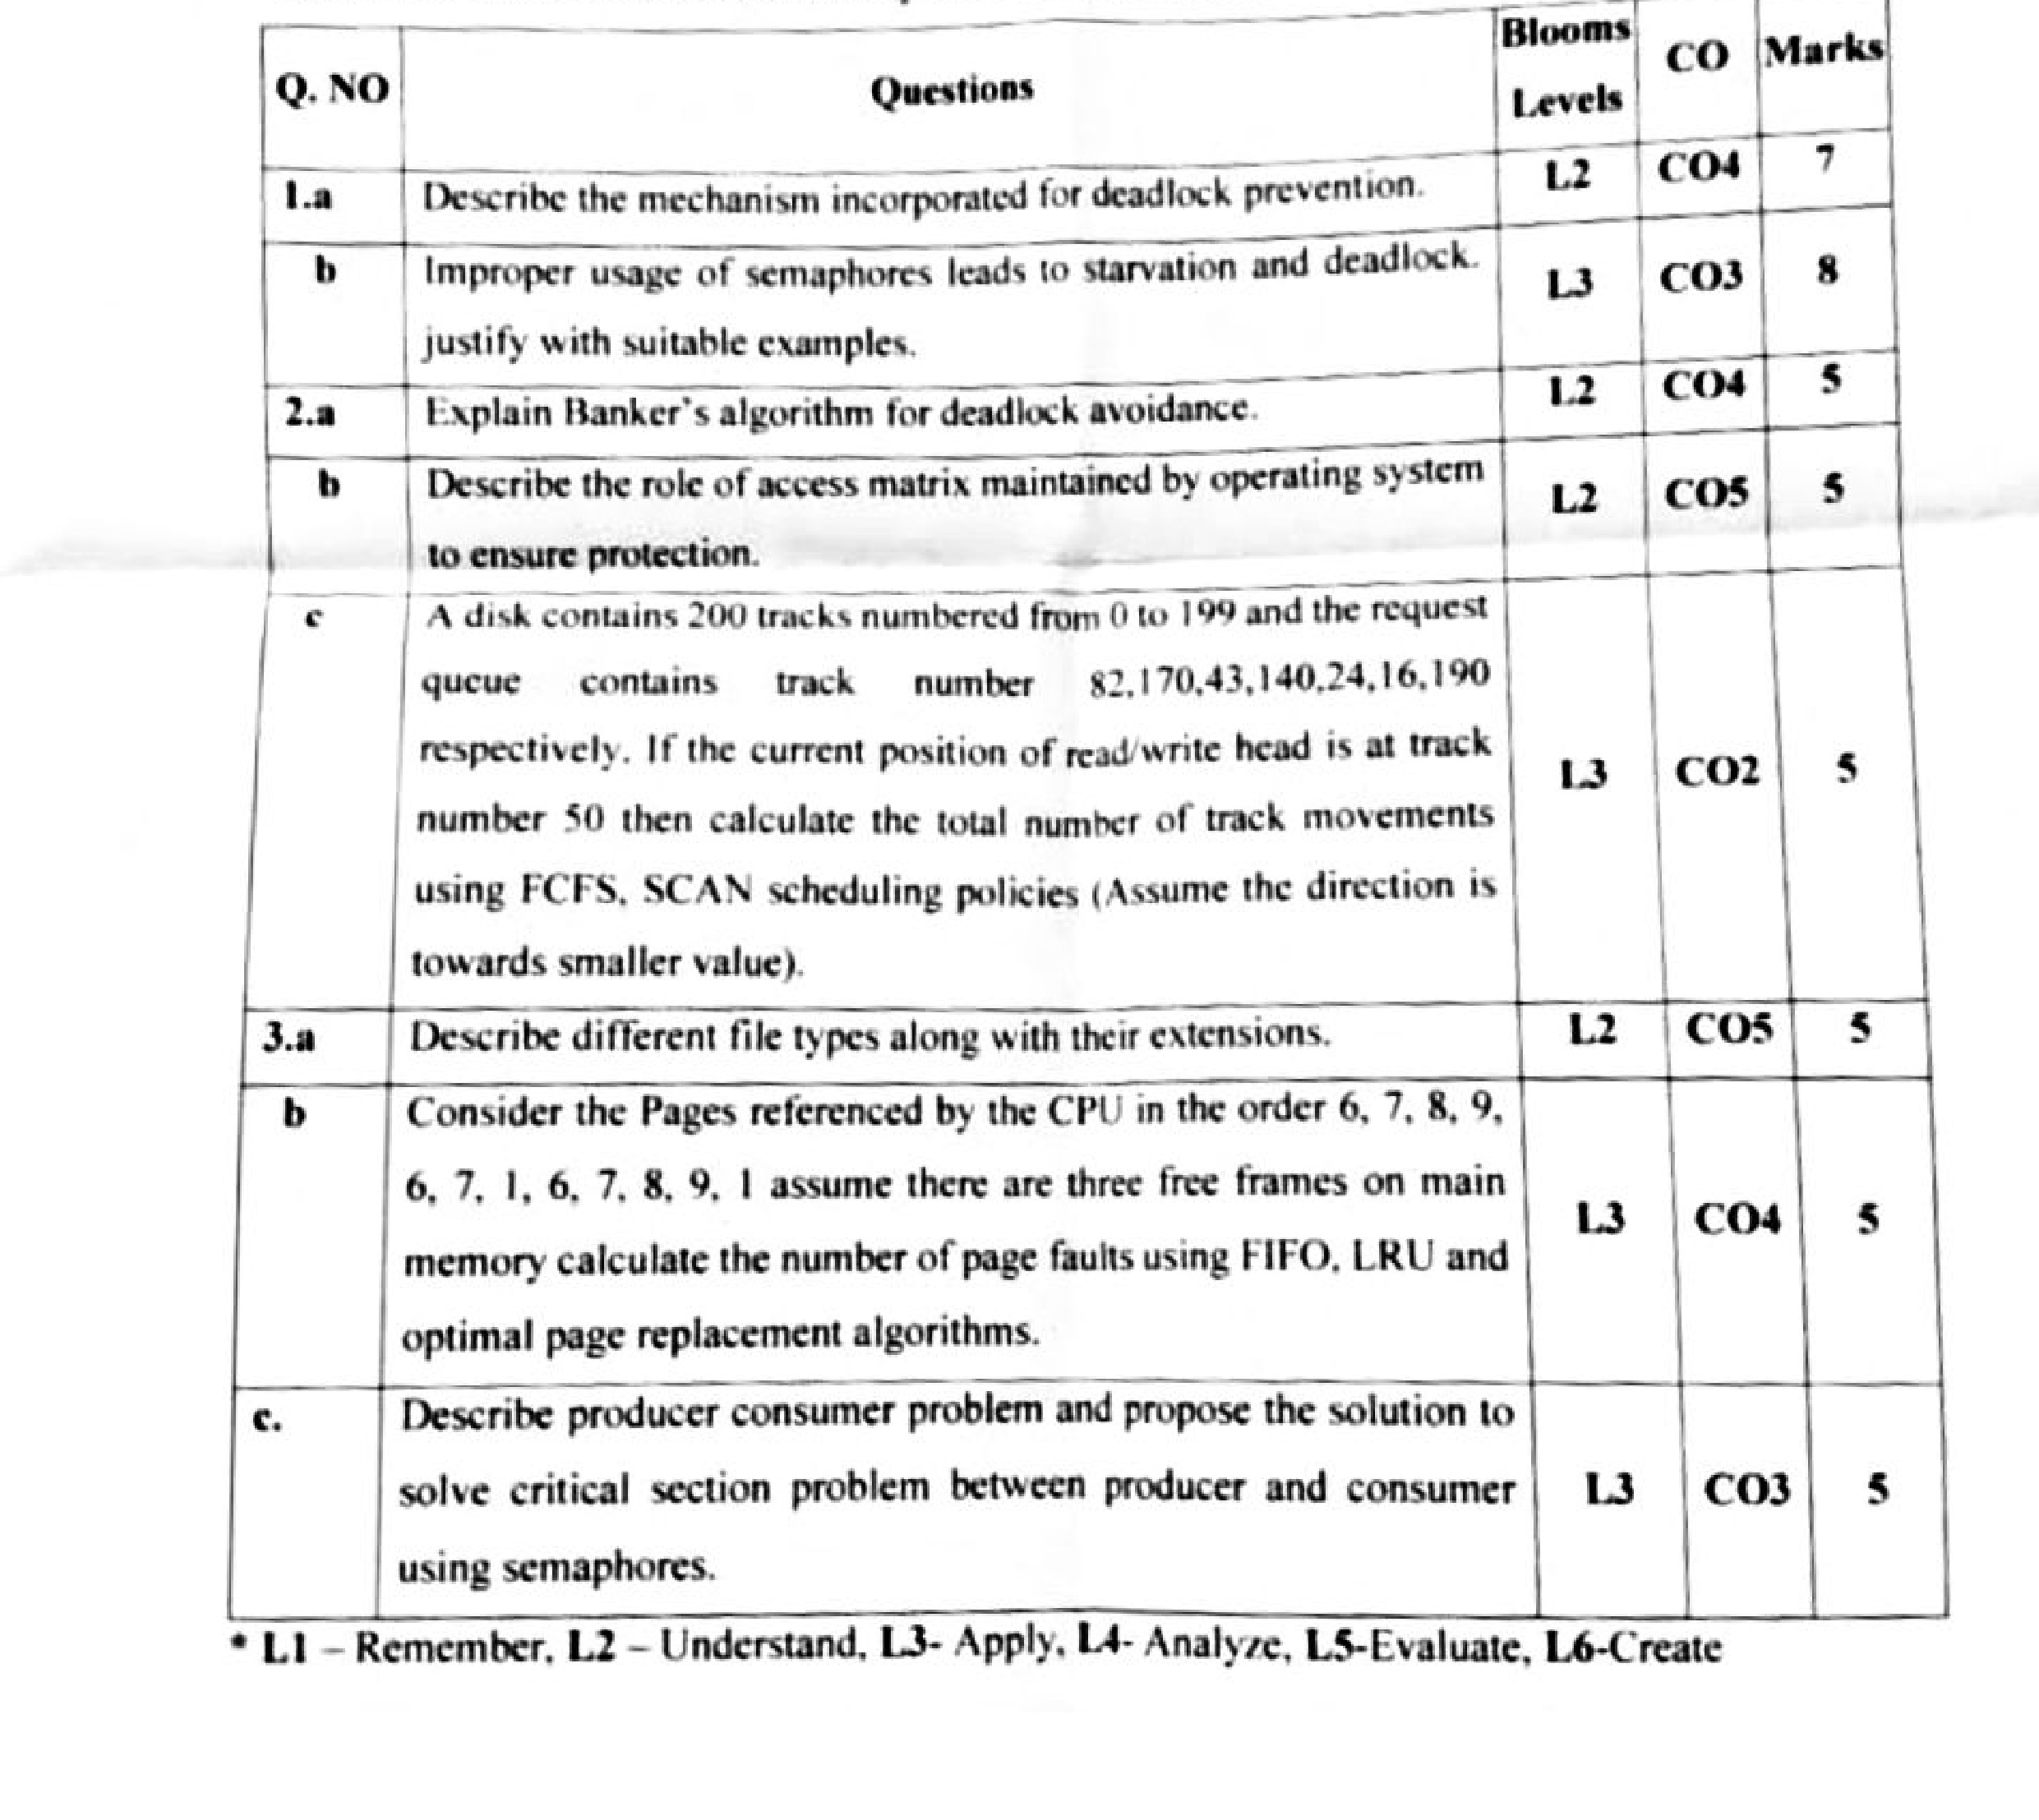 Q. NO Questions Blooms Levels CO Marks
1.a Describe the mechanism incorporated for deadlock prevention. L2 CO4 7
b Improper usage of semaphores leads to starvation and deadlock.
justify with suitable examples. L3 CO3 8
2.a Explain Banker's algorithm for deadlock avoidance. L2 CO4 5
b Describe the role of access matrix maintained by operating system
to ensure protection. L2 CO5 5
c A disk contains 200 tracks numbered from 0 to 199 and the request
queue contains track number 82,170,43,140,24,16,190
respectively. If the current position of read/write head is at track
number 50 then calculate the total number of track movements
using FCFS, SCAN scheduling policies (Assume the direction is
towards smaller value). L3 CO2 5
3.a Describe different file types along with their extensions. L2 CO5 5
b Consider the Pages referenced by the CPU in the order 6, 7, 8, 9,
6, 7, 1, 6, 7, 8, 9, 1 assume there are three free frames on main
memory calculate the number of page faults using FIFO, LRU and
optimal page replacement algorithms. L3 CO4 5
c. Describe producer consumer problem and propose the solution to
solve critical section problem between producer and consumer
using semaphores. L3 CO3 5
* L1 – Remember, L2 – Understand, L3- Apply, L4- Analyze, L5-Evaluate, L6-Create